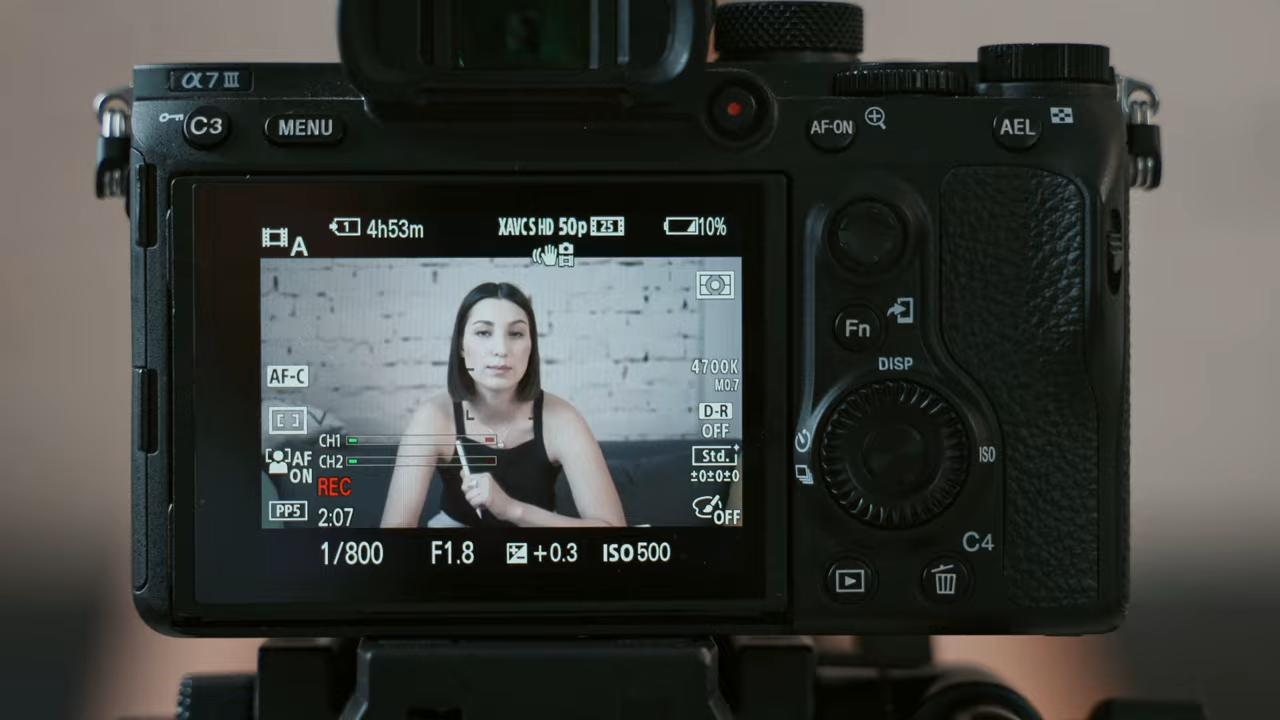 α7III
C3 MENU AF-ON AEL
1 4h53m XAVC S HD 50p 25 10%
A
Fn
DISP
4700K
M0.7
AF-C
D-R
OFF
CH1
CH2
AF
ON
Std.
±0±0±0
ISO
REC
PP5
2:07
OFF
1/800 F1.8 +0.3 ISO 500
C4